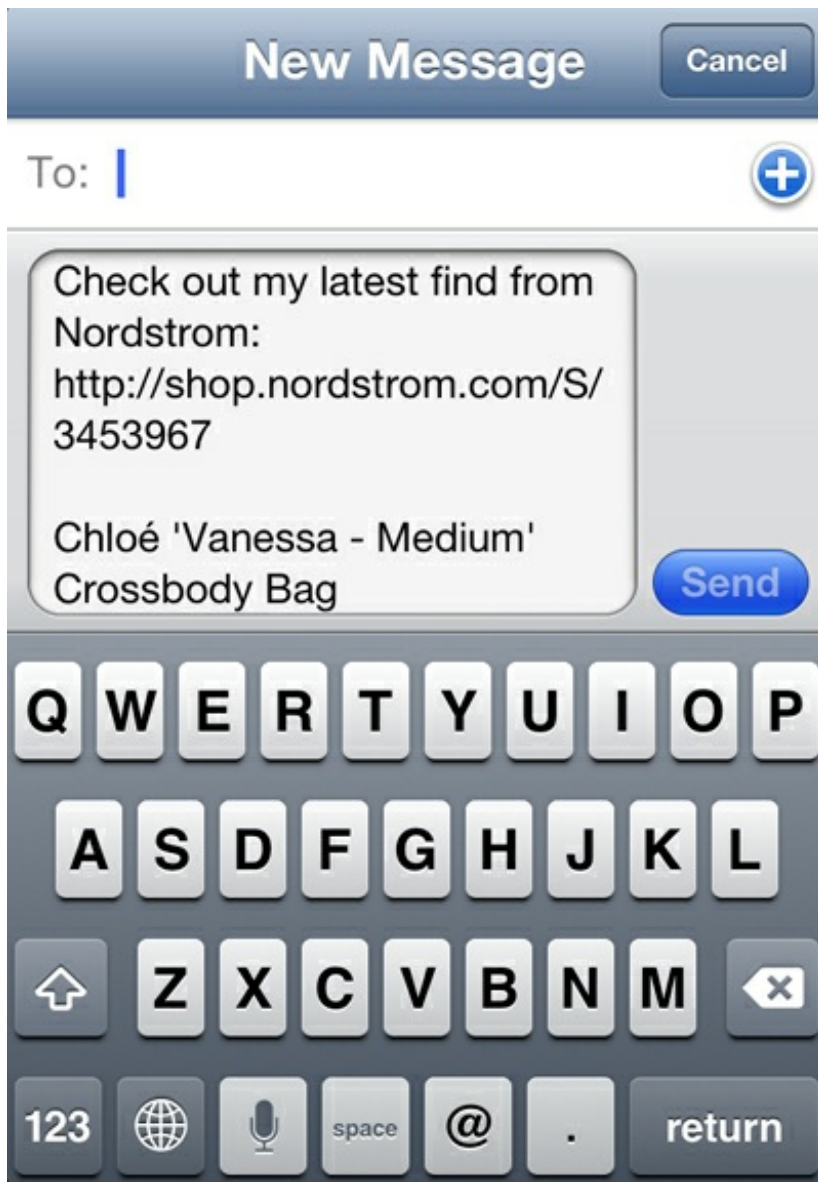 New Message
Cancel
To:
Check out my latest find from
Nordstrom:
http://shop.nordstrom.com/S/
3453967
Chloé 'Vanessa - Medium'
Crossbody Bag
Send
Q W E R T Y U I O P
A S D F G H J K L
Z X C V B N M
123 space @ . return